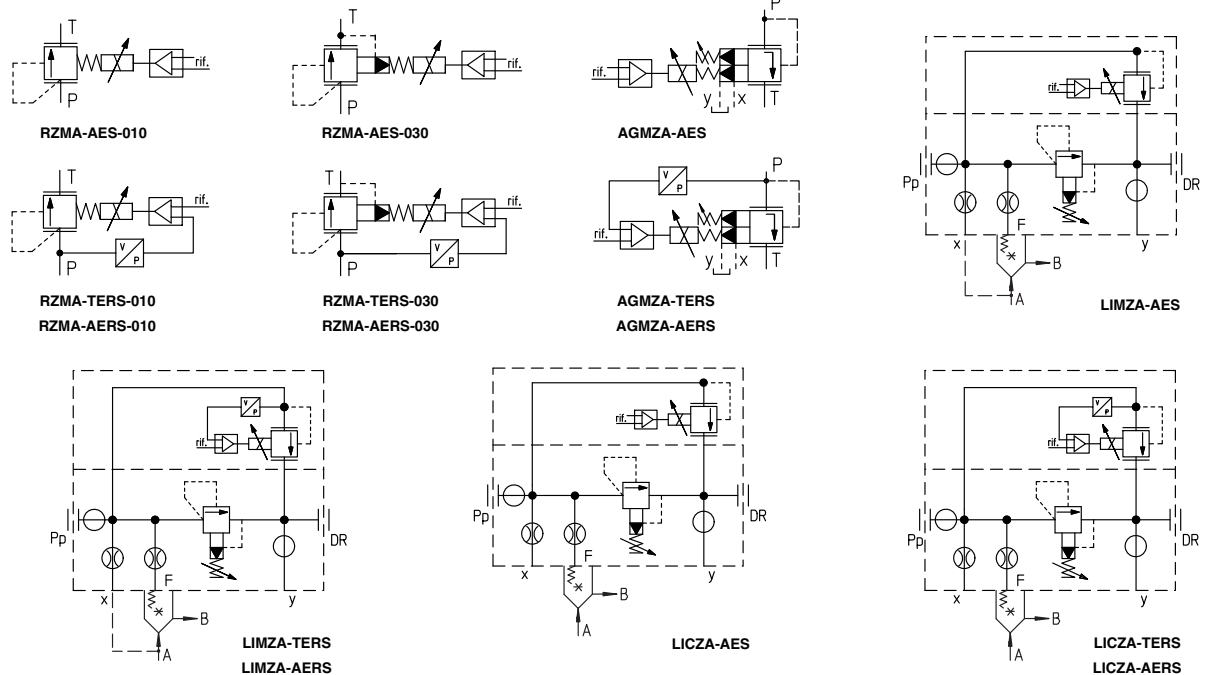 T
rif.
P
RZMA-AES-010
T
rif.
P
RZMA-AES-030
P
rif.
y x
T
AGMZA-AES
rif.
Pp
DR
F
x
y
B
A
LIMZA-AES
T
rif.
V
P
P
RZMA-TERS-010
RZMA-AERS-010
T
rif.
V
P
P
RZMA-TERS-030
RZMA-AERS-030
V
P
P
rif.
y x
T
AGMZA-TERS
AGMZA-AERS
V
P
rif.
Pp
DR
F
x
y
B
A
LIMZA-TERS
LIMZA-AERS
rif.
Pp
DR
F
x
y
B
A
LICZA-AES
V
P
rif.
Pp
DR
F
x
y
B
A
LICZA-TERS
LICZA-AERS